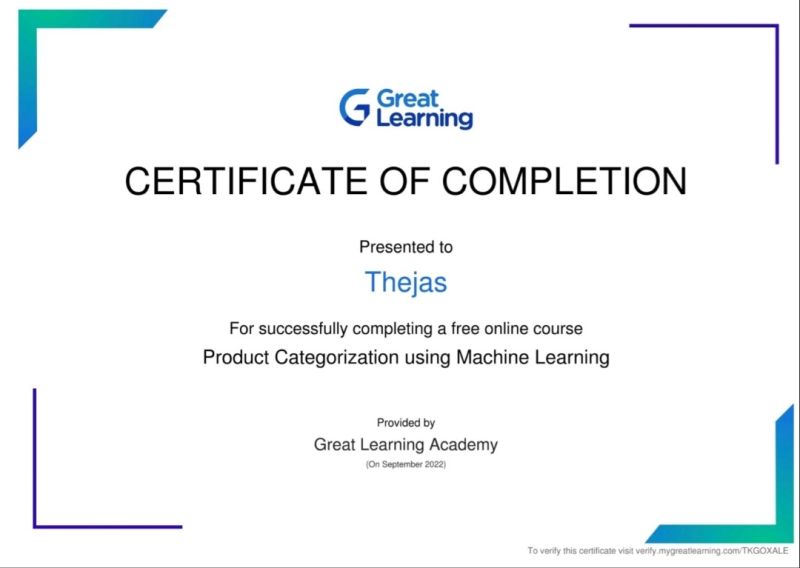 Great
Learning
CERTIFICATE OF COMPLETION
Presented to
Thejas
For successfully completing a free online course
Product Categorization using Machine Learning
Provided by
Great Learning Academy
(On September 2022)
To verify this certificate visit verify.mygreatlearning.com/TKGOXALE